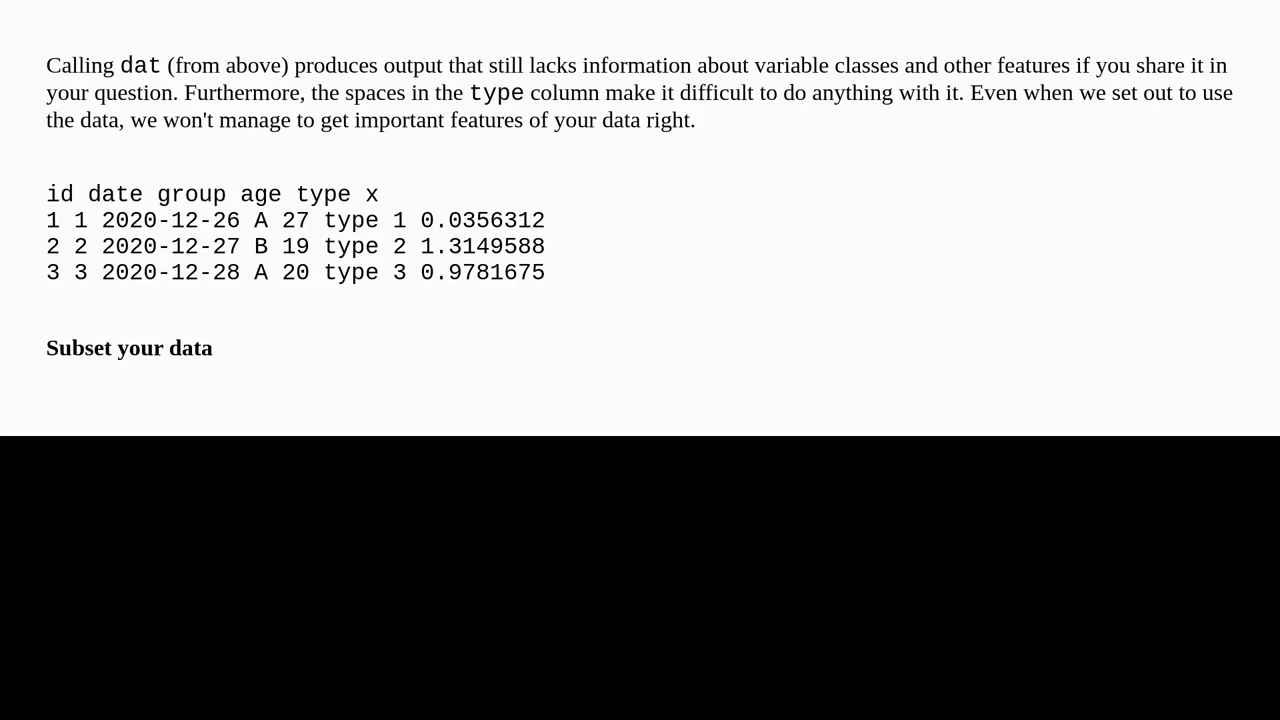 Calling dat (from above) produces output that still lacks information about variable classes and other features if you share it in
your question. Furthermore, the spaces in the type column make it difficult to do anything with it. Even when we set out to use
the data, we won't manage to get important features of your data right.
id date group age type x
1 1 2020-12-26 A 27 type 1 0.0356312
2 2 2020-12-27 B 19 type 2 1.3149588
3 3 2020-12-28 A 20 type 3 0.9781675
Subset your data